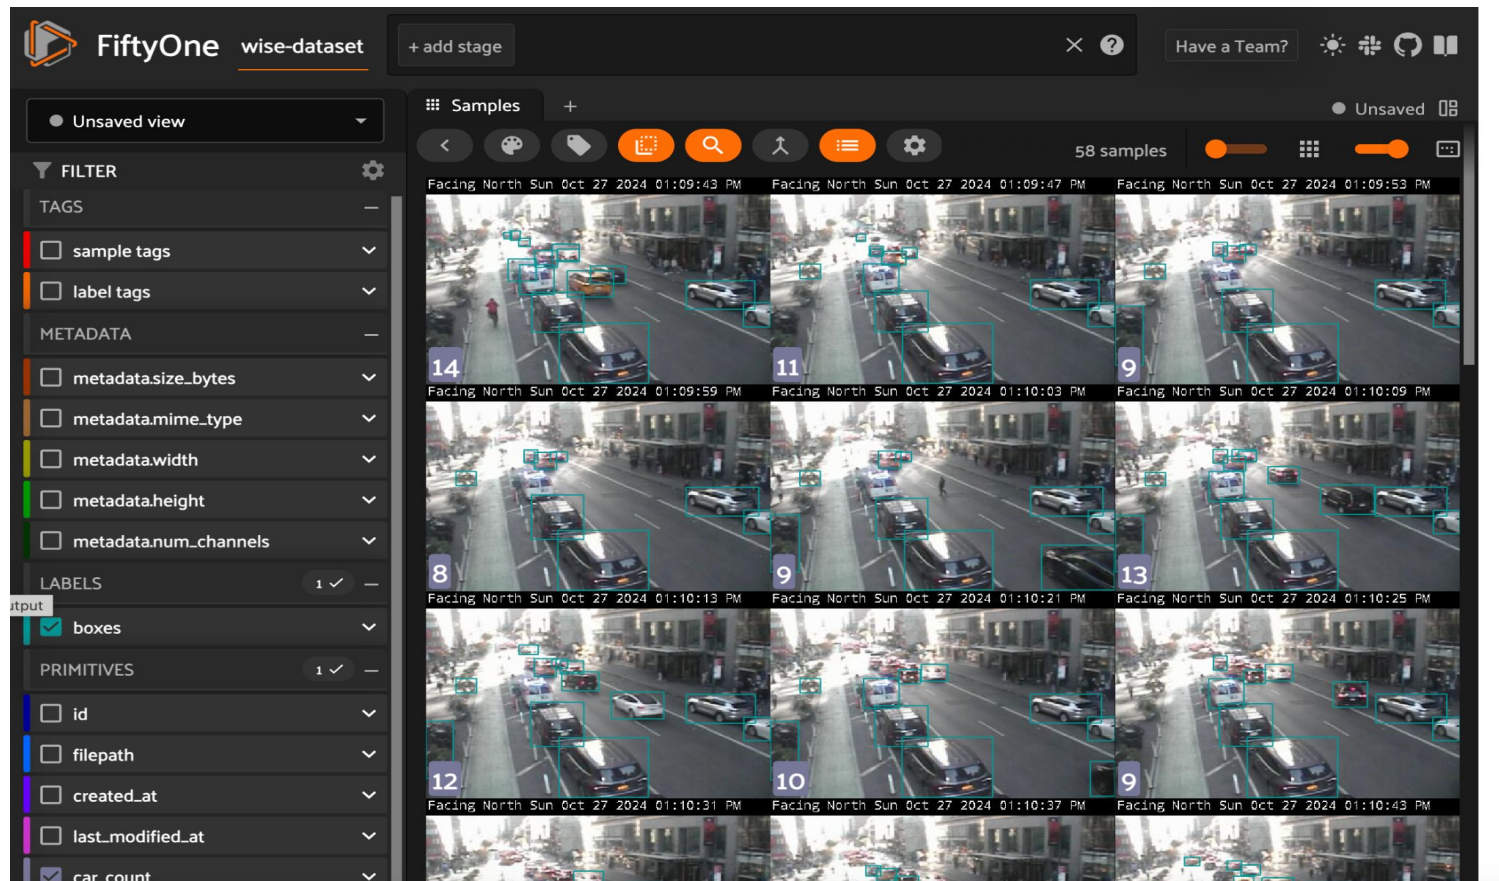 FiftyOne
wise-dataset
+ add stage
Have a Team?
Unsaved view
Samples
+
Unsaved
FILTER
58 samples
TAGS
sample tags
label tags
METADATA
metadata.size_bytes
metadata.mime_type
metadata.width
metadata.height
metadata.num_channels
LABELS
1
utput
boxes
PRIMITIVES
1
id
filepath
created_at
last_modified_at
car_count
Facing North Sun Oct 27 2024 01:09:43 PM
Facing North Sun Oct 27 2024 01:09:47 PM
Facing North Sun Oct 27 2024 01:09:53 PM
14
11
9
Facing North Sun Oct 27 2024 01:09:59 PM
Facing North Sun Oct 27 2024 01:10:03 PM
Facing North Sun Oct 27 2024 01:10:09 PM
8
9
13
Facing North Sun Oct 27 2024 01:10:13 PM
Facing North Sun Oct 27 2024 01:10:21 PM
Facing North Sun Oct 27 2024 01:10:25 PM
12
10
9
Facing North Sun Oct 27 2024 01:10:31 PM
Facing North Sun Oct 27 2024 01:10:37 PM
Facing North Sun Oct 27 2024 01:10:43 PM